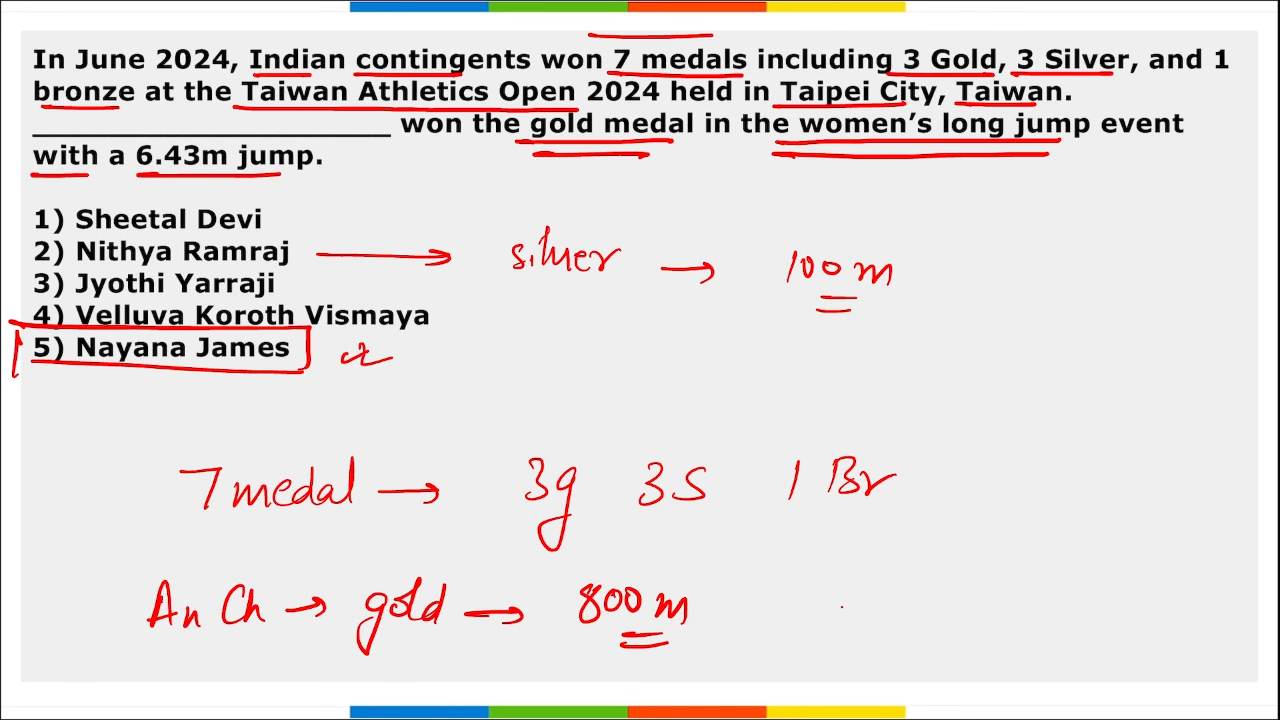 In June 2024, Indian contingents won 7 medals including 3 Gold, 3 Silver, and 1
bronze at the Taiwan Athletics Open 2024 held in Taipei City, Taiwan.
______________________ won the gold medal in the women’s long jump event
with a 6.43m jump.
1) Sheetal Devi
2) Nithya Ramraj → silver → 100m
3) Jyothi Yarraji
4) Velluva Koroth Vismaya
5) Nayana James
7 medal → 3g 3S 1 Br
An Ch → gold → 800m